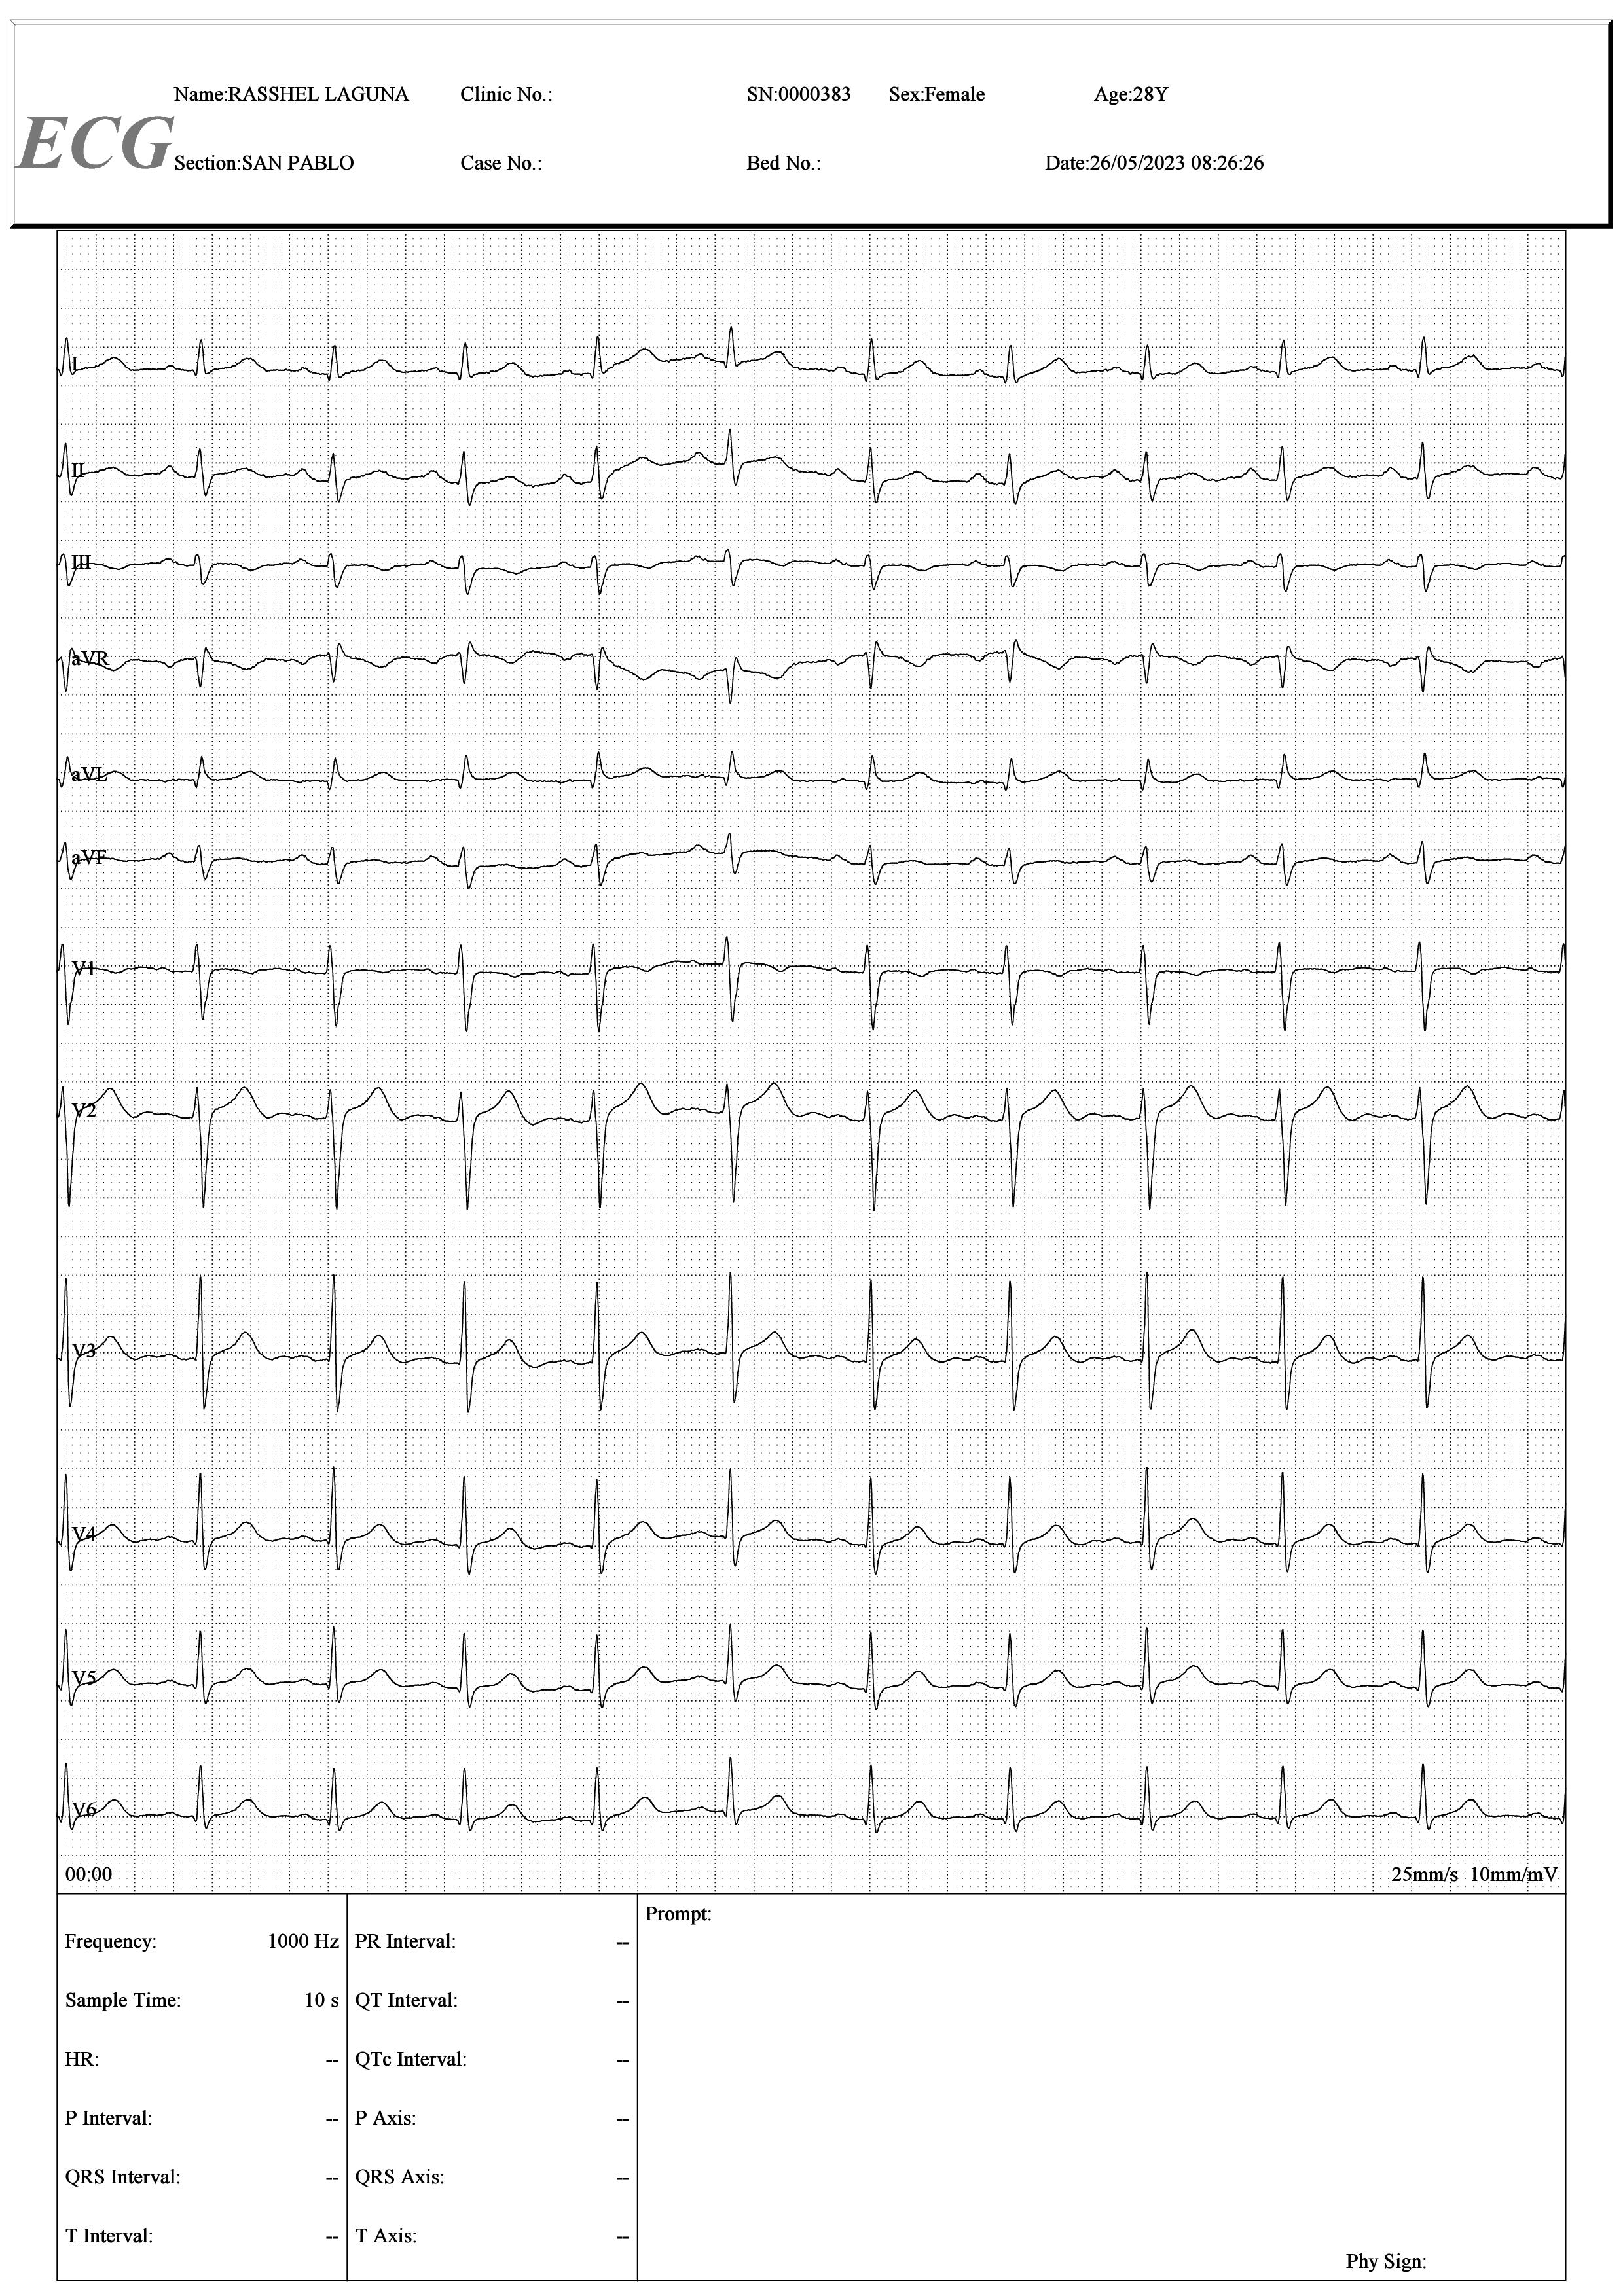 ECG
Name:RASSHEL LAGUNA Clinic No.: SN:0000383 Sex:Female Age:28Y
Section:SAN PABLO Case No.: Bed No.: Date:26/05/2023 08:26:26
I
II
III
aVR
aVL
aVF
V1
V2
V3
V4
V5
V6
00:00 25mm/s 10mm/mV
Frequency: 1000 Hz PR Interval: -- Prompt:
Sample Time: 10 s QT Interval: --
HR: -- QTc Interval: --
P Interval: -- P Axis: --
QRS Interval: -- QRS Axis: --
T Interval: -- T Axis: --
Phy Sign: